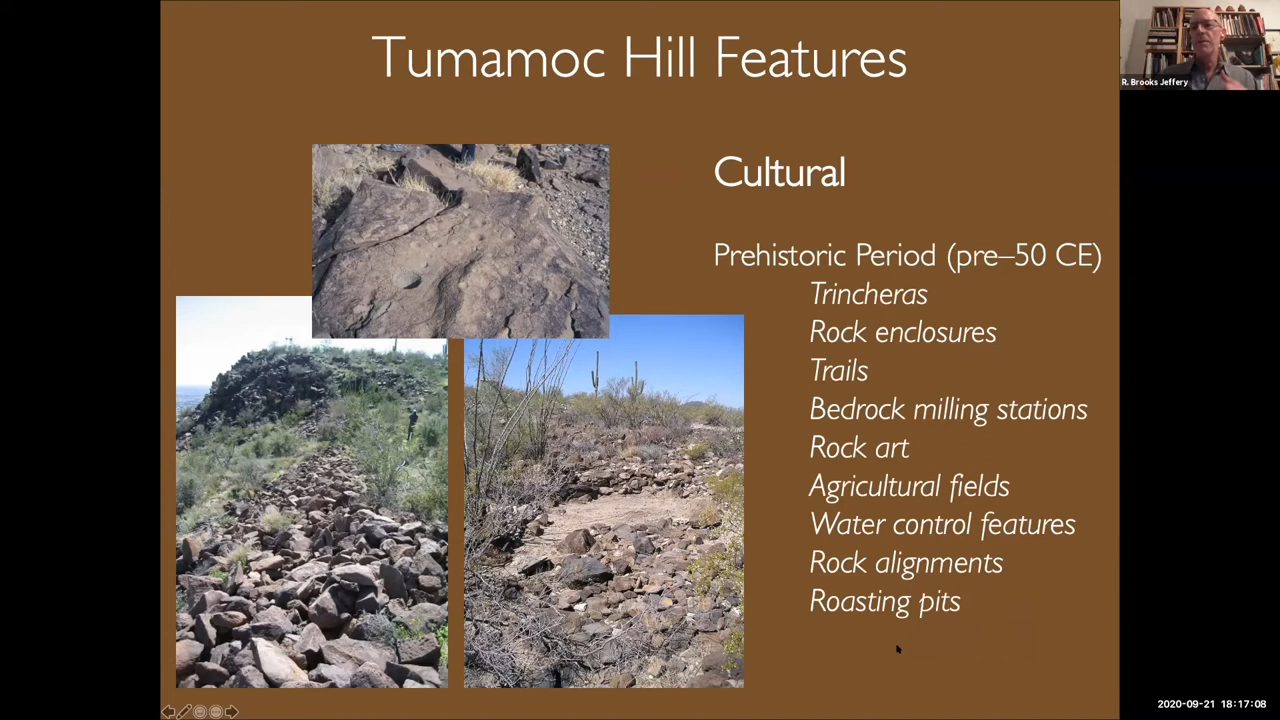 Tumamoc Hill Features
R. Brooks Jeffery
Cultural
Prehistoric Period (pre–50 CE)
Trincheras
Rock enclosures
Trails
Bedrock milling stations
Rock art
Agricultural fields
Water control features
Rock alignments
Roasting pits
2020-09-21 18:17:08